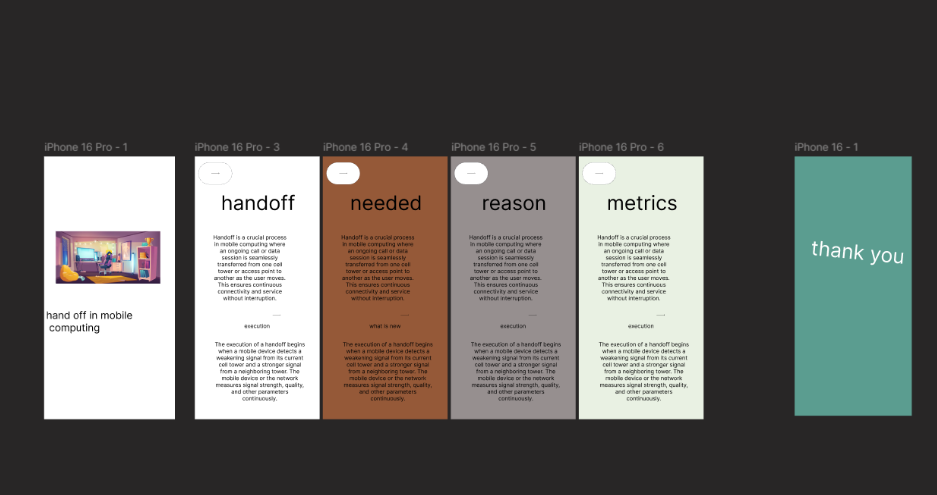 iPhone 16 Pro - 1
hand off in mobile
computing
iPhone 16 Pro - 3
handoff
Handoff is a crucial process
in mobile computing where
an ongoing call or data
session is seamlessly
transferred from one cell
tower or access point to
another as the user moves.
This ensures continuous
connectivity and service
without interruption.
execution
The execution of a handoff begins
when a mobile device detects a
weakening signal from its current
cell tower and a stronger signal
from a neighboring tower. The
mobile device or the network
measures signal strength, quality,
and other parameters
continuously.
iPhone 16 Pro - 4
needed
Handoff is a crucial process
in mobile computing where
an ongoing call or data
session is seamlessly
transferred from one cell
tower or access point to
another as the user moves.
This ensures continuous
connectivity and service
without interruption.
what is new
The execution of a handoff begins
when a mobile device detects a
weakening signal from its current
cell tower and a stronger signal
from a neighboring tower. The
mobile device or the network
measures signal strength, quality,
and other parameters
continuously.
iPhone 16 Pro - 5
reason
Handoff is a crucial process
in mobile computing where
an ongoing call or data
session is seamlessly
transferred from one cell
tower or access point to
another as the user moves.
This ensures continuous
connectivity and service
without interruption.
execution
The execution of a handoff begins
when a mobile device detects a
weakening signal from its current
cell tower and a stronger signal
from a neighboring tower. The
mobile device or the network
measures signal strength, quality,
and other parameters
continuously.
iPhone 16 Pro - 6
metrics
Handoff is a crucial process
in mobile computing where
an ongoing call or data
session is seamlessly
transferred from one cell
tower or access point to
another as the user moves.
This ensures continuous
connectivity and service
without interruption.
execution
The execution of a handoff begins
when a mobile device detects a
weakening signal from its current
cell tower and a stronger signal
from a neighboring tower. The
mobile device or the network
measures signal strength, quality,
and other parameters
continuously.
iPhone 16 - 1
thank you